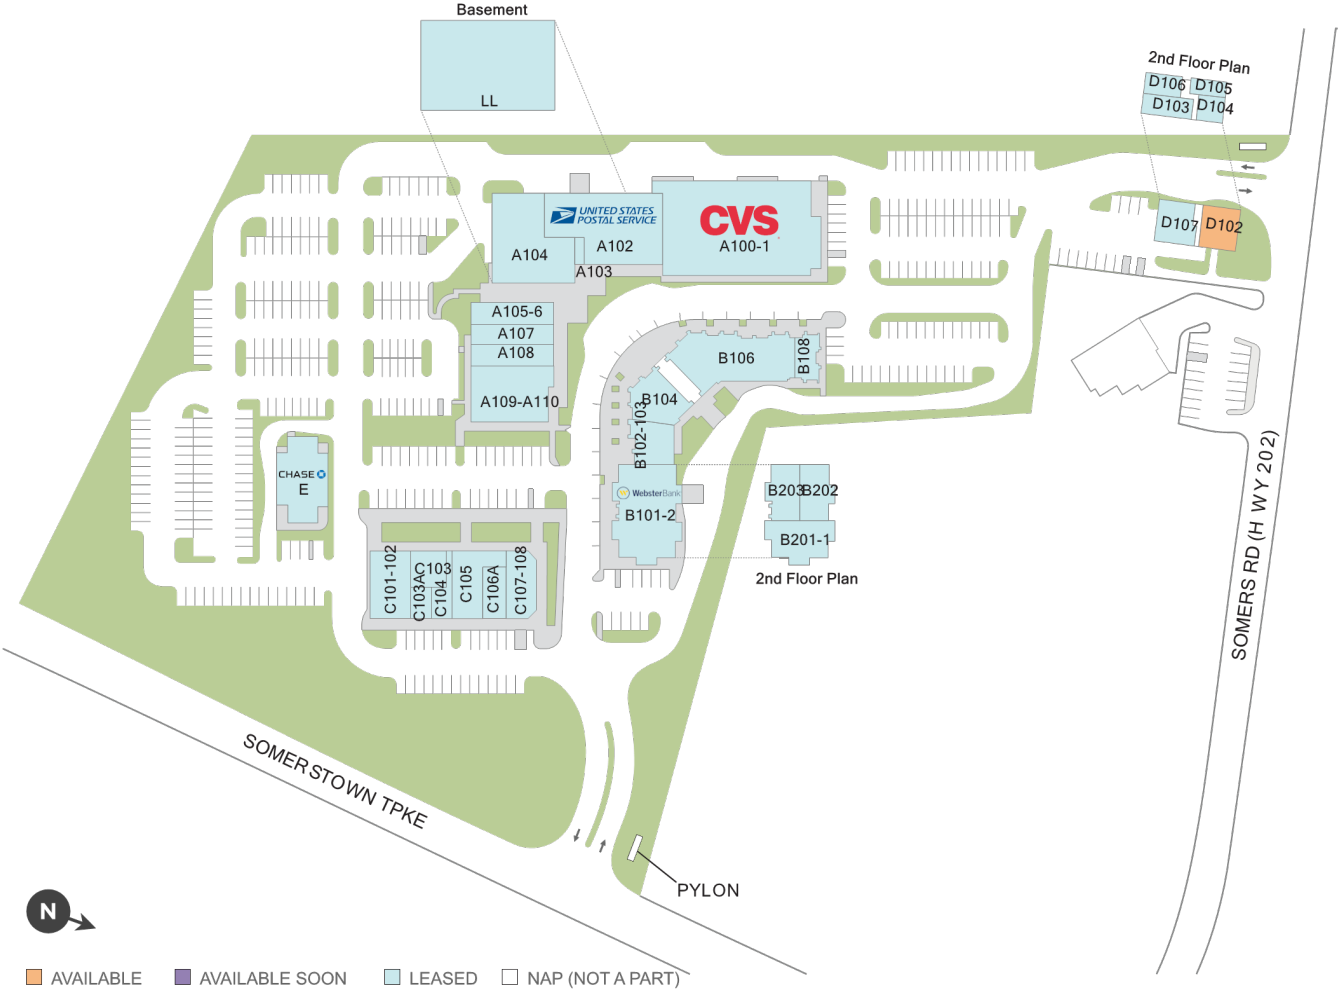 Basement
LL
2nd Floor Plan
D106
D105
D103
D104
D107
D102
UNITED STATES
POSTAL SERVICE
CVS
A104
A102
A100-1
A103
A105-6
A107
A108
A109-A110
B106
B108
B104
B102-103
WebsterBank
B101-2
B203
B202
B201-1
2nd Floor Plan
CHASE
E
C101-102
C103A
C103
C104
C105
C106A
C107-108
SOMERS RD (H WY 202)
SOMERSTOWN TPKE
PYLON
N
AVAILABLE
AVAILABLE SOON
LEASED
NAP (NOT A PART)